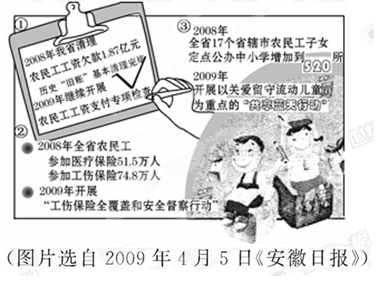 ①
2008年我省清理
农民工工资欠款1.87亿元
历史“旧账”基本清理完毕
2009年继续开展
农民工工资支付专项检查
②
2008年全省农民工
参加医疗保险51.5万人
参加工伤保险74.8万人
2009年开展
“工伤保险全覆盖和安全督察行动”
③
2008年
全省17个省辖市农民工子女
定点公办中小学增加到520所
2009年
开展以关爱留守流动儿童
为重点的“共享蓝天行动”
(图片选自2009年4月5日《安徽日报》)